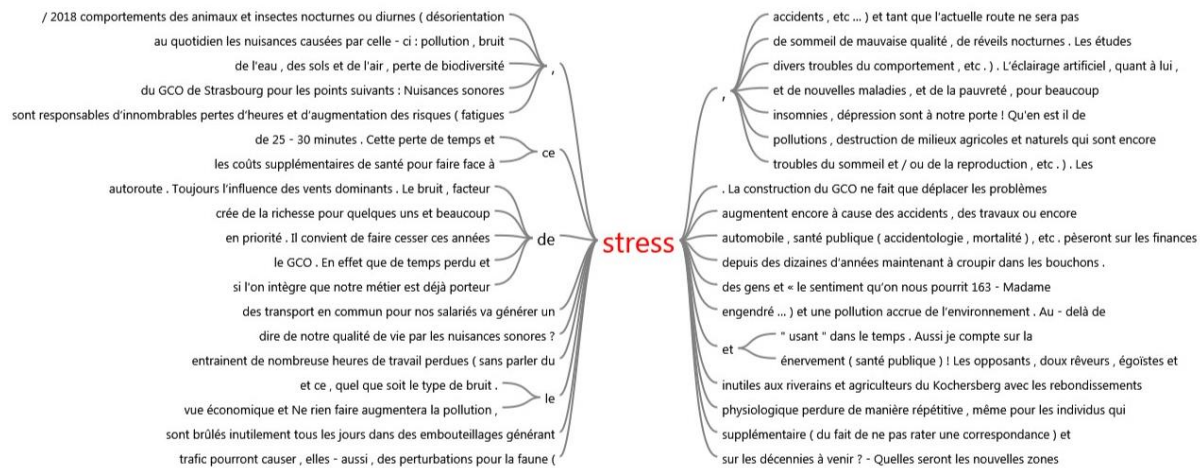 / 2018 comportements des animaux et insectes nocturnes ou diurnes ( désorientation
au quotidien les nuisances causées par celle - ci : pollution , bruit
de l'eau , des sols et de l'air , perte de biodiversité
du GCO de Strasbourg pour les points suivants : Nuisances sonores
sont responsables d'innombrables pertes d'heures et d'augmentation des risques ( fatigues
,
de 25 - 30 minutes . Cette perte de temps et
les coûts supplémentaires de santé pour faire face à
ce
autoroute . Toujours l'influence des vents dominants . Le bruit , facteur
crée de la richesse pour quelques uns et beaucoup
en priorité . Il convient de faire cesser ces années
le GCO . En effet que de temps perdu et
si l'on intègre que notre métier est déjà porteur
de
des transport en commun pour nos salariés va générer un
dire de notre qualité de vie par les nuisances sonores ?
entrainent de nombreuse heures de travail perdues ( sans parler du
et ce , quel que soit le type de bruit .
vue économique et Ne rien faire augmentera la pollution ,
le
sont brûlés inutilement tous les jours dans des embouteillages générant
trafic pourront causer , elles - aussi , des perturbations pour la faune (
stress
,
accidents , etc ... ) et tant que l'actuelle route ne sera pas
de sommeil de mauvaise qualité , de réveils nocturnes . Les études
divers troubles du comportement , etc . ) . L'éclairage artificiel , quant à lui ,
et de nouvelles maladies , et de la pauvreté , pour beaucoup
insomnies , dépression sont à notre porte ! Qu'en est il de
pollutions , destruction de milieux agricoles et naturels qui sont encore
troubles du sommeil et / ou de la reproduction , etc . ) . Les
. La construction du GCO ne fait que déplacer les problèmes
augmentent encore à cause des accidents , des travaux ou encore
automobile , santé publique ( accidentologie , mortalité ) , etc . pèseront sur les finances
depuis des dizaines d'années maintenant à croupir dans les bouchons .
des gens et « le sentiment qu'on nous pourrit 163 - Madame
engendré ... ) et une pollution accrue de l'environnement . Au - delà de
et
" usant " dans le temps . Aussi je compte sur la
énervement ( santé publique ) ! Les opposants , doux rêveurs , égoïstes et
inutiles aux riverains et agriculteurs du Kochersberg avec les rebondissements
physiologique perdure de manière répétitive , même pour les individus qui
supplémentaire ( du fait de ne pas rater une correspondance ) et
sur les décennies à venir ? - Quelles seront les nouvelles zones